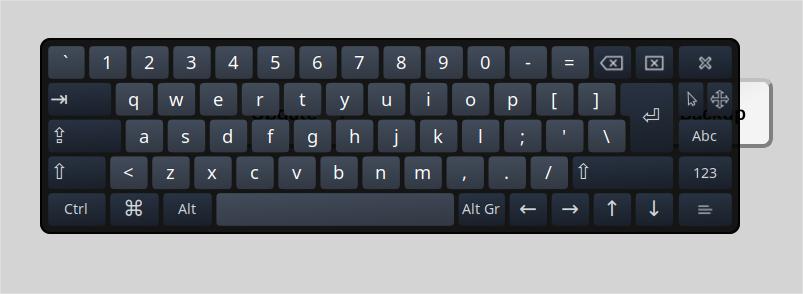 ` 1 2 3 4 5 6 7 8 9 0 - =
q w e r t y u i o p [ ]
a s d f g h j k l ; ' \ Abc
< z x c v b n m , . / 123
Ctrl ⌘ Alt Alt Gr ← → ↑ ↓